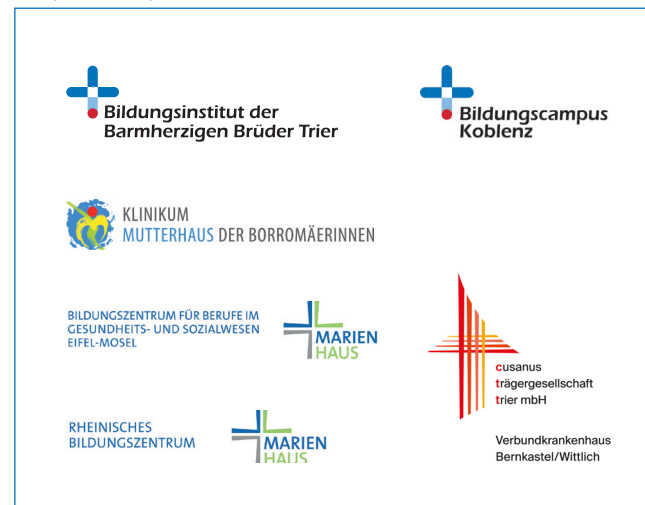 Bildungsinstitut der
Barmherzigen Brüder Trier
Bildungscampus
Koblenz
KLINIKUM
MUTTERHAUS DER BORROMÄERINNEN
BILDUNGSZENTRUM FÜR BERUFE IM
GESUNDHEITS- UND SOZIALWESEN
EIFEL-MOSEL
MARIEN
HAUS
cusanus
trägergesellschaft
trier mbH
RHEINISCHES
BILDUNGSZENTRUM
MARIEN
HAUS
Verbundkrankenhaus
Bernkastel/Wittlich